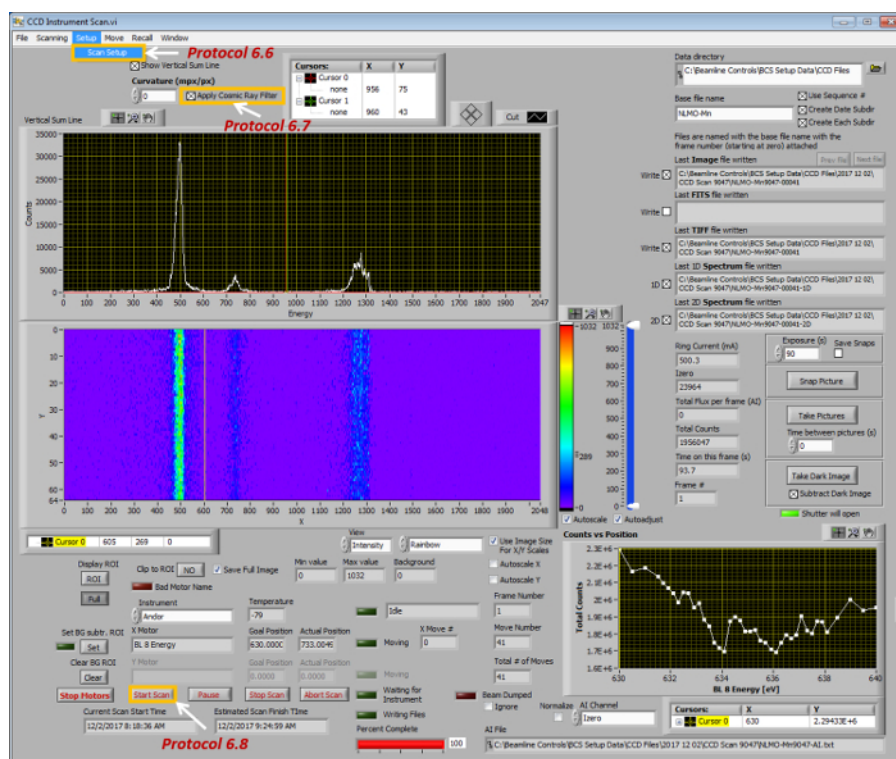 CCD Instrument Scan.vi
File Scanning Setup Move Recall Window
Scan Setup
Protocol 6.6
Show Vertical Sum Line
Curvature (mpx/px)
0
Apply Cosmic Ray Filter
Protocol 6.7
Cursors: X Y
Cursor 0
none 956 75
Cursor 1
none 960 43
Cut
Vertical Sum Line
Counts
35000
30000
25000
20000
15000
10000
5000
0
0 100 200 300 400 500 600 700 800 900 1000 1100 1200 1300 1400 1500 1600 1700 1800 1900 2047
Energy
Y
0
10
20
30
40
50
60
64
0 100 200 300 400 500 600 700 800 900 1000 1100 1200 1300 1400 1500 1600 1700 1800 1900 2048
X
1032 1032
900
800
700
600
500
400
300
289
200
100
0 0
Autoscale Autoadjust
Data directory
C:\Beamline Controls\BCS Setup Data\CCD Files
Base file name
NLMO-Mn
Use Sequence #
Create Date Subdir
Create Each Subdir
Files are named with the base file name with the
frame number (starting at zero) attached
Last Image file written Prev file Next file
Write
C:\Beamline Controls\BCS Setup Data\CCD Files\2017 12 02\
CCD Scan 9047\NLMO-Mn9047-00041
Last FITS file written
Write
Last TIFF file written
Write
C:\Beamline Controls\BCS Setup Data\CCD Files\2017 12 02\
CCD Scan 9047\NLMO-Mn9047-00041
Last 1D Spectrum file written
1D
C:\Beamline Controls\BCS Setup Data\CCD Files\2017 12 02\
CCD Scan 9047\NLMO-Mn9047-00041-1D
Last 2D Spectrum file written
2D
C:\Beamline Controls\BCS Setup Data\CCD Files\2017 12 02\
CCD Scan 9047\NLMO-Mn9047-2D
Ring Current (mA)
500.3
Izero
23964
Total Flux per frame (AI)
0
Total Counts
1956047
Time on this frame (s)
93.7
Frame #
1
Exposure (s)
90
Save Snaps
Snap Picture
Take Pictures
Time between pictures (s)
0
Take Dark Image
Subtract Dark Image
Shutter will open
Cursor 0 605 269 0
View
Intensity Rainbow
Use Image Size
For X/Y Scales
Display ROI
ROI
Full
Clip to ROI NO
Save Full Image
Min value
0
Max value
1032
Background
0
Autoscale X
Autoscale Y
Bad Motor Name
Instrument
Andor
Temperature
-79
Idle
Frame Number
1
Set BG subtr. ROI
Set
X Motor
BL 8 Energy
Goal Position
630.0000
Actual Position
733.0046
Moving
X Move #
0
Move Number
41
Clear BG ROI
Clear
Y Motor
Goal Position
0.0000
Actual Position
0.0000
Moving
Total # of Moves
41
Stop Motors Start Scan Pause Stop Scan Abort Scan
Waiting for
Instrument
Beam Dumped
Ignore
Normalize
AI Channel
Izero
Current Scan Start Time
12/2/2017 8:18:36 AM
Estimated Scan Finish Time
12/2/2017 9:24:59 AM
Writing Files
Percent Complete
100
Protocol 6.8
AI File
C:\Beamline Controls\BCS Setup Data\CCD Files\2017 12 02\CCD Scan 9047\NLMO-Mn9047-AI.txt
Counts vs Position
Total Counts
2.3E+6
2.2E+6
2.1E+6
2E+6
1.9E+6
1.8E+6
1.7E+6
1.6E+6
630 632 634 636 638 640
BL 8 Energy [eV]
Cursors: X Y
Cursor 0 630 2.29433E+6